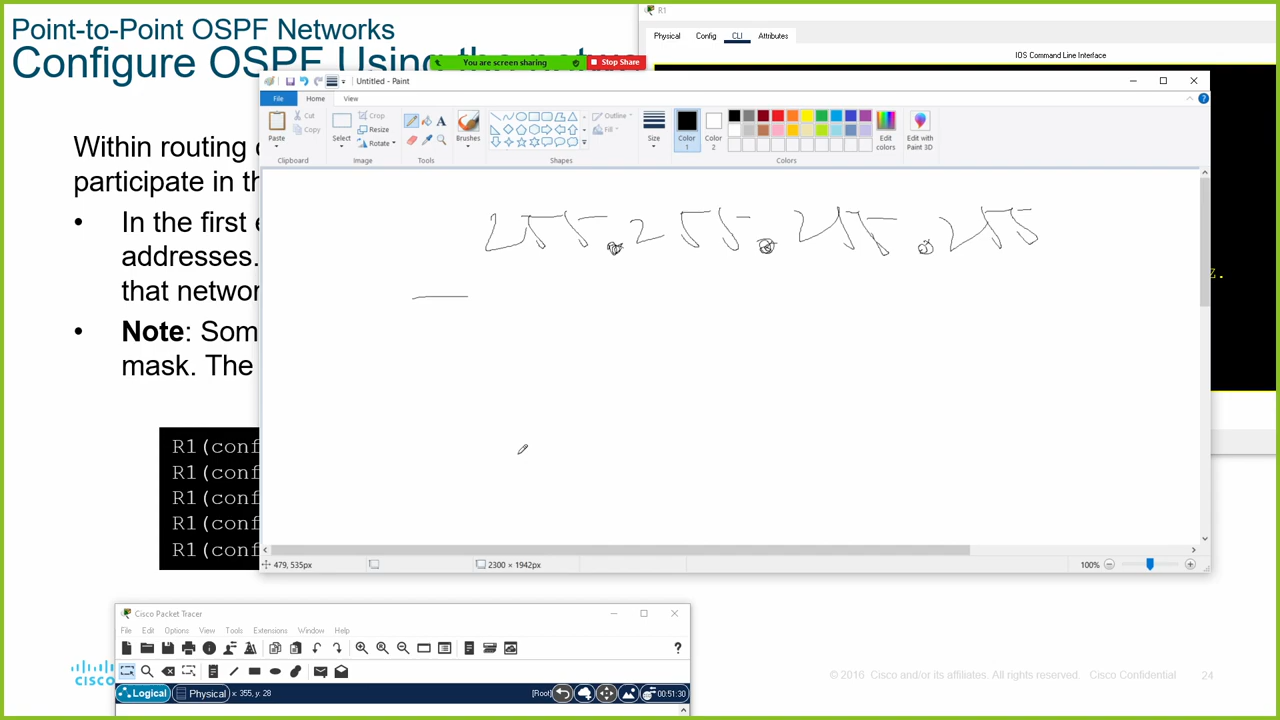 Point-to-Point OSPF Networks
Configure OSPF Using the
R1
Physical Config CLI Attributes
IOS Command Line Interface
You are screen sharing Stop Share
Untitled - Paint
File Home View
Paste
Cut
Copy
Clipboard
Select
Crop
Resize
Rotate
Image
Tools
Brushes
Shapes
Outline
Fill
Size
Color 1
Color 2
Edit colors
Edit with Paint 3D
Colors
Within routing
participate in th
• In the first e
addresses.
that networ
• Note: Som
mask. The
255.255.255.255
z.
R1(conf
R1(conf
R1(conf
R1(conf
R1(conf
479, 535px
2300 × 1942px
100%
Cisco Packet Tracer
File Edit Options View Tools Extensions Window Help
?
Logical Physical x: 355, y: 28 [Root] 00:51:30
cisco
© 2016 Cisco and/or its affiliates. All rights reserved. Cisco Confidential 24